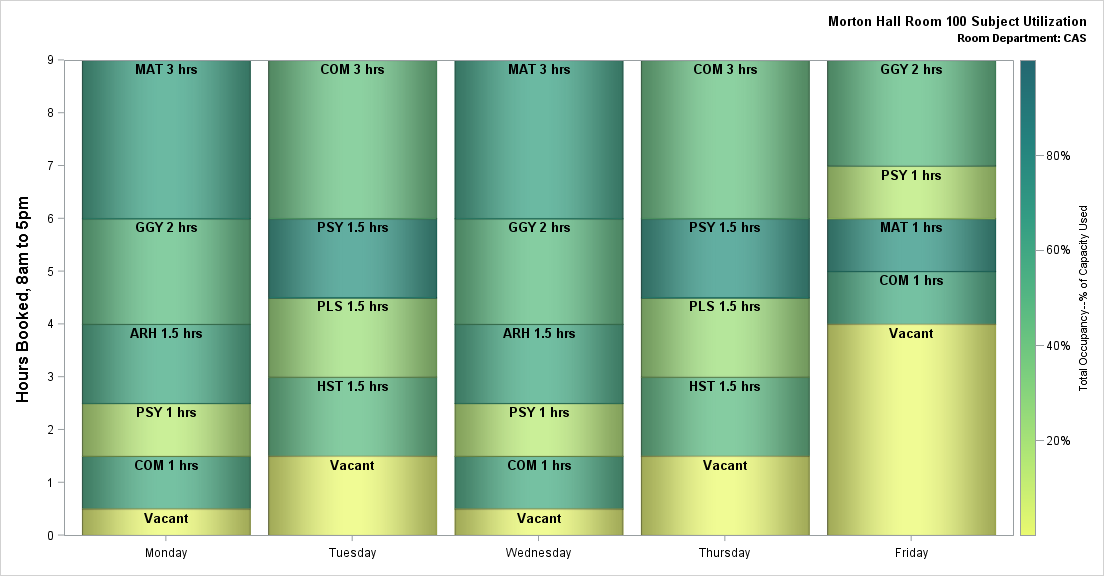 Morton Hall Room 100 Subject Utilization
Room Department: CAS
Hours Booked, 8am to 5pm
9
8
7
6
5
4
3
2
1
0
MAT 3 hrs
GGY 2 hrs
ARH 1.5 hrs
PSY 1 hrs
COM 1 hrs
Vacant
Monday
COM 3 hrs
PSY 1.5 hrs
PLS 1.5 hrs
HST 1.5 hrs
Vacant
Tuesday
MAT 3 hrs
GGY 2 hrs
ARH 1.5 hrs
PSY 1 hrs
COM 1 hrs
Vacant
Wednesday
COM 3 hrs
PSY 1.5 hrs
PLS 1.5 hrs
HST 1.5 hrs
Vacant
Thursday
GGY 2 hrs
PSY 1 hrs
MAT 1 hrs
COM 1 hrs
Vacant
Friday
80%
60%
40%
20%
Total Occupancy--% of Capacity Used